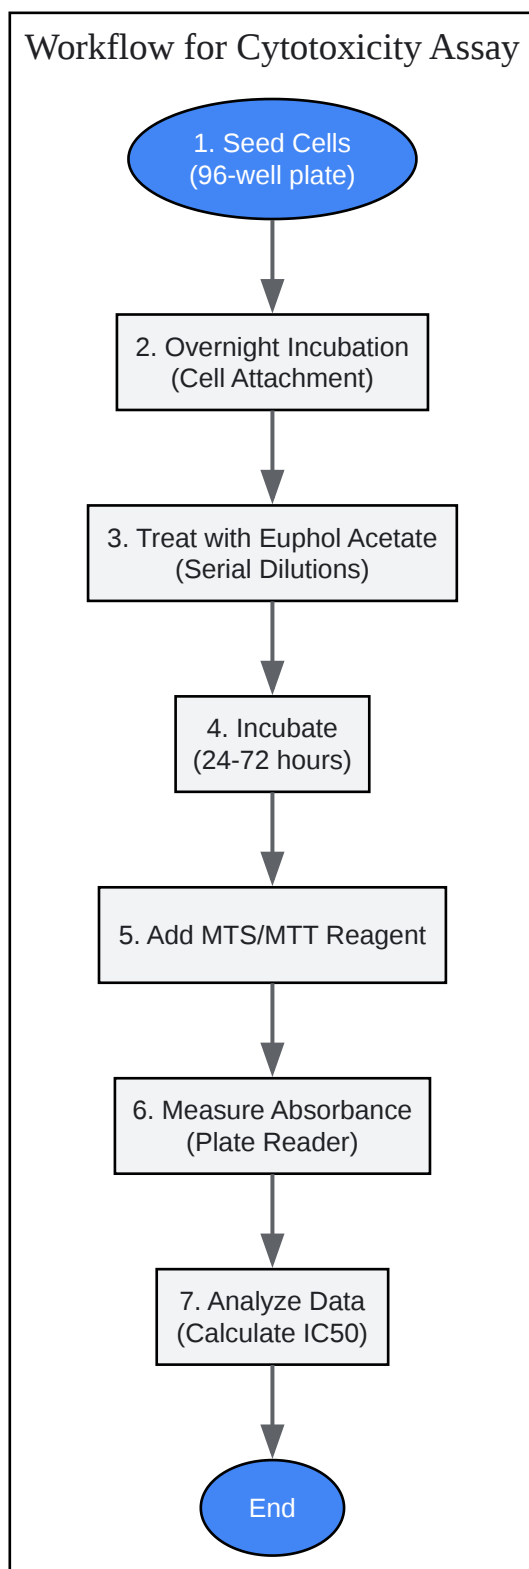 Workflow for Cytotoxicity Assay
1. Seed Cells
(96-well plate)
2. Overnight Incubation
(Cell Attachment)
3. Treat with Euphol Acetate
(Serial Dilutions)
4. Incubate
(24-72 hours)
5. Add MTS/MTT Reagent
6. Measure Absorbance
(Plate Reader)
7. Analyze Data
(Calculate IC50)
End